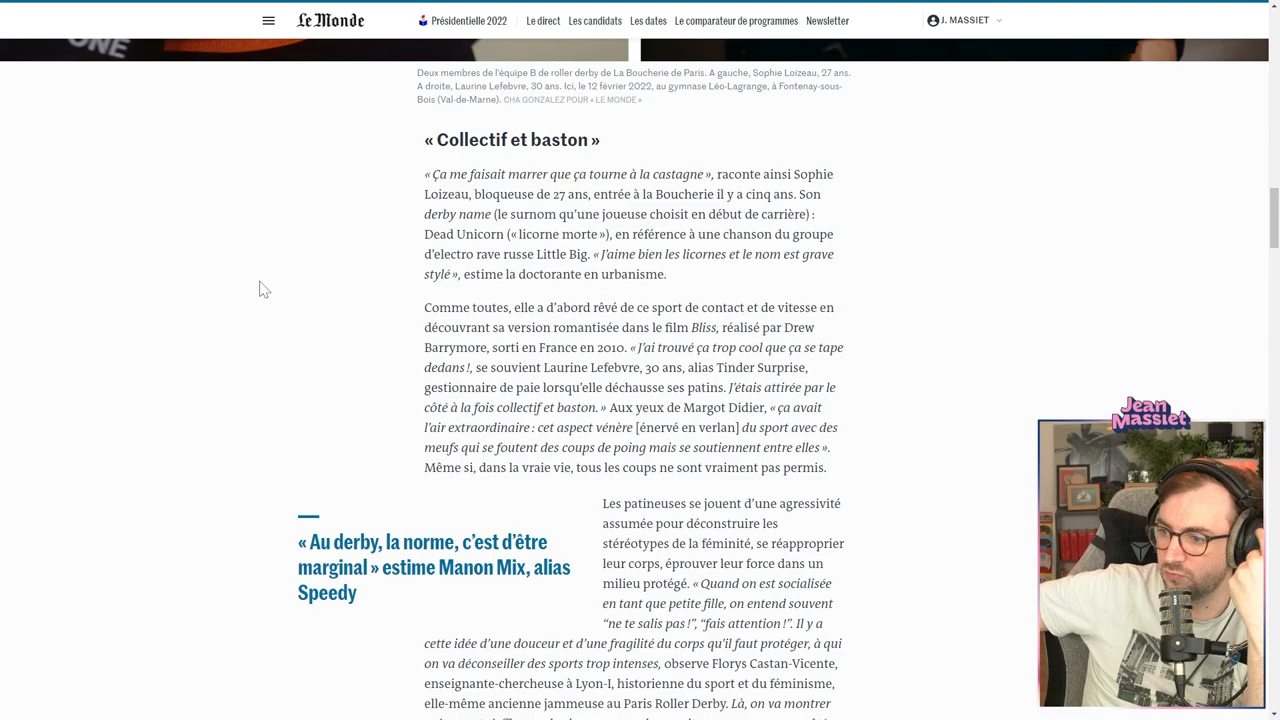 Le Monde
Présidentielle 2022
Le direct
Les candidats
Les dates
Le comparateur de programmes
Newsletter
J. MASSIET
ONE
Deux membres de l'équipe B de roller derby de La Boucherie de Paris. A gauche, Sophie Loizeau, 27 ans.
A droite, Laurine Lefebvre, 30 ans. Ici, le 12 février 2022, au gymnase Léo-Lagrange, à Fontenay-sous-
Bois (Val-de-Marne). CHA GONZALEZ POUR « LE MONDE »
« Collectif et baston »
« Ça me faisait marrer que ça tourne à la castagne », raconte ainsi Sophie
Loizeau, bloqueuse de 27 ans, entrée à la Boucherie il y a cinq ans. Son
derby name (le surnom qu'une joueuse choisit en début de carrière) :
Dead Unicorn (« licorne morte »), en référence à une chanson du groupe
d'electro rave russe Little Big. « J'aime bien les licornes et le nom est grave
stylé », estime la doctorante en urbanisme.
Comme toutes, elle a d'abord rêvé de ce sport de contact et de vitesse en
découvrant sa version romantisée dans le film Bliss, réalisé par Drew
Barrymore, sorti en France en 2010. « J'ai trouvé ça trop cool que ça se tape
dedans !, se souvient Laurine Lefebvre, 30 ans, alias Tinder Surprise,
gestionnaire de paie lorsqu'elle déchausse ses patins. J'étais attirée par le
côté à la fois collectif et baston. » Aux yeux de Margot Didier, « ça avait
l'air extraordinaire : cet aspect vénère [énervé en verlan] du sport avec des
meufs qui se foutent des coups de poing mais se soutiennent entre elles ».
Même si, dans la vraie vie, tous les coups ne sont vraiment pas permis.
« Au derby, la norme, c'est d'être
marginal » estime Manon Mix, alias
Speedy
Les patineuses se jouent d'une agressivité
assumée pour déconstruire les
stéréotypes de la féminité, se réapproprier
leur corps, éprouver leur force dans un
milieu protégé. « Quand on est socialisée
en tant que petite fille, on entend souvent
"ne te salis pas !", "fais attention !". Il y a
cette idée d'une douceur et d'une fragilité du corps qu'il faut protéger, à qui
on va déconseiller des sports trop intenses, observe Florys Castan-Vicente,
enseignante-chercheuse à Lyon-I, historienne du sport et du féminisme,
elle-même ancienne jammeuse au Paris Roller Derby. Là, on va montrer
Jean
Massiet